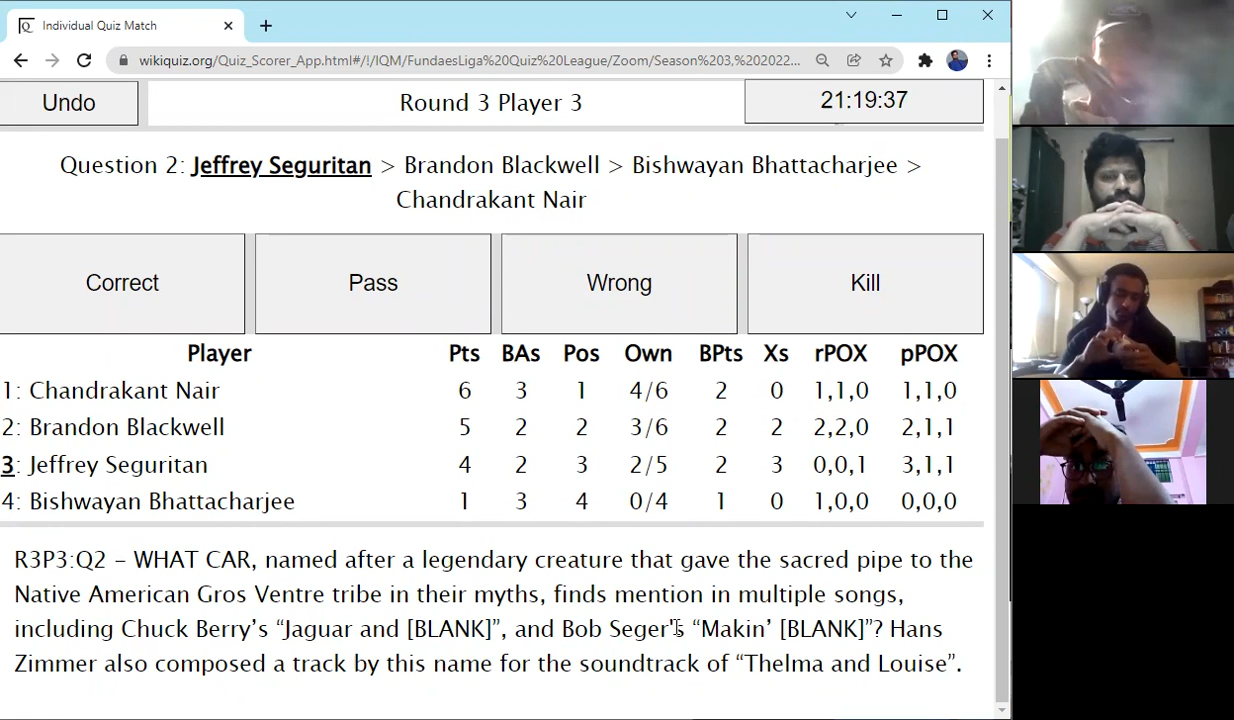 Individual Quiz Match
wikiquiz.org/Quiz_Scorer_App.html#/!/IQM/FundaesLiga%20Quiz%20League/Zoom/Season%203,%202022...
Undo
Round 3 Player 3
21:19:37
Question 2: Jeffrey Seguritan > Brandon Blackwell > Bishwayan Bhattacharjee >
Chandrakant Nair
Correct Pass Wrong Kill
Player Pts BAs Pos Own BPts Xs rPOX pPOX
1: Chandrakant Nair 6 3 1 4/6 2 0 1,1,0 1,1,0
2: Brandon Blackwell 5 2 2 3/6 2 2 2,2,0 2,1,1
3: Jeffrey Seguritan 4 2 3 2/5 2 3 0,0,1 3,1,1
4: Bishwayan Bhattacharjee 1 3 4 0/4 1 0 1,0,0 0,0,0
R3P3:Q2 – WHAT CAR, named after a legendary creature that gave the sacred pipe to the
Native American Gros Ventre tribe in their myths, finds mention in multiple songs,
including Chuck Berry's “Jaguar and [BLANK]”, and Bob Seger's “Makin' [BLANK]”? Hans
Zimmer also composed a track by this name for the soundtrack of “Thelma and Louise”.